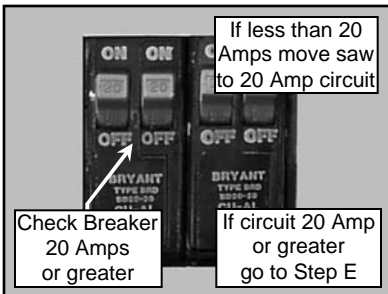 If less than 20
Amps move saw
to 20 Amp circuit
ON ON
20 20
OFF OFF OFF OFF
BRYANT
TYPE BRD
BRYANT
TYPE BRD
Check Breaker
20 Amps
or greater
If circuit 20 Amp
or greater
go to Step E